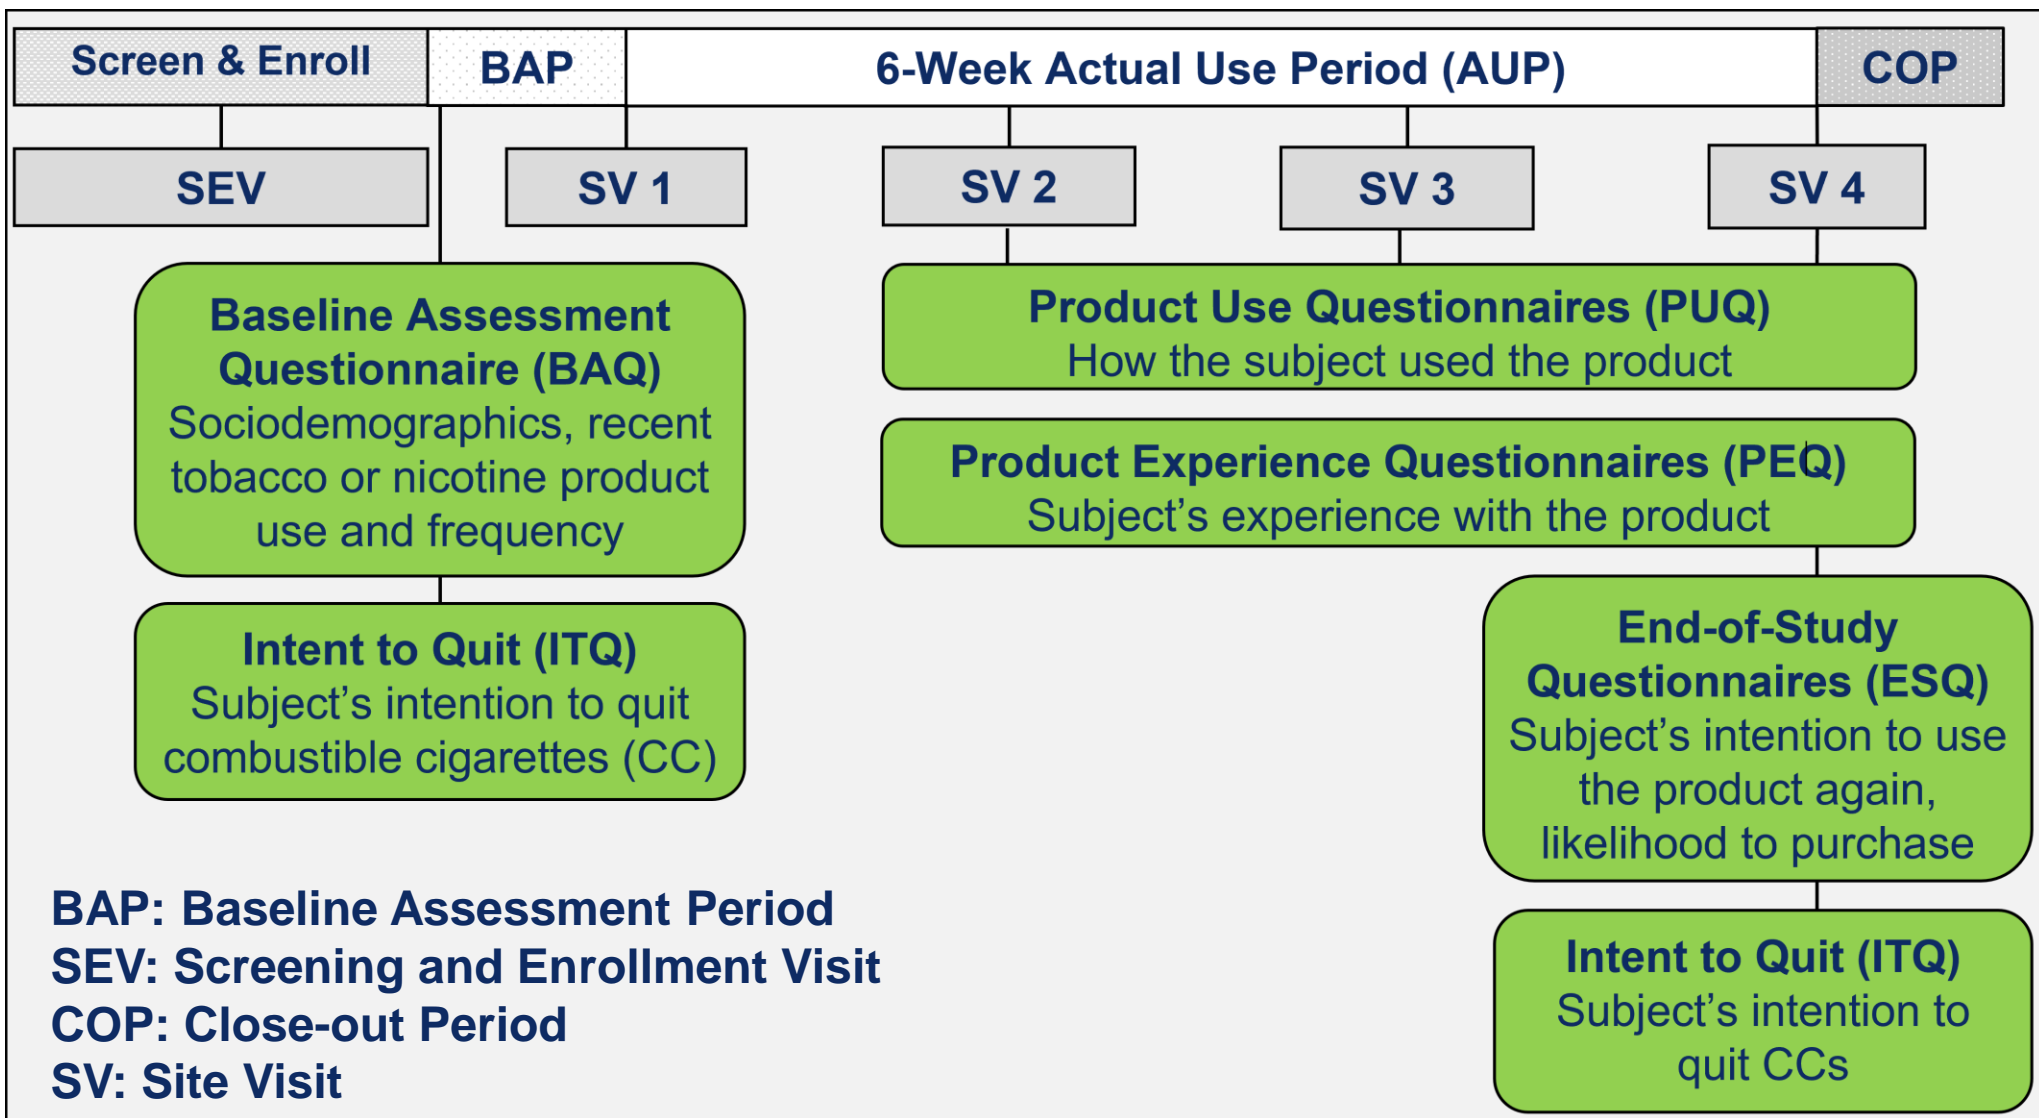 Screen & Enroll
BAP
6-Week Actual Use Period (AUP)
COP
SEV
SV 1
SV 2
SV 3
SV 4
Baseline Assessment
Questionnaire (BAQ)
Sociodemographics, recent
tobacco or nicotine product
use and frequency
Intent to Quit (ITQ)
Subject’s intention to quit
combustible cigarettes (CC)
Product Use Questionnaires (PUQ)
How the subject used the product
Product Experience Questionnaires (PEQ)
Subject’s experience with the product
End-of-Study
Questionnaires (ESQ)
Subject’s intention to use
the product again,
likelihood to purchase
Intent to Quit (ITQ)
Subject’s intention to
quit CCs
BAP: Baseline Assessment Period
SEV: Screening and Enrollment Visit
COP: Close-out Period
SV: Site Visit